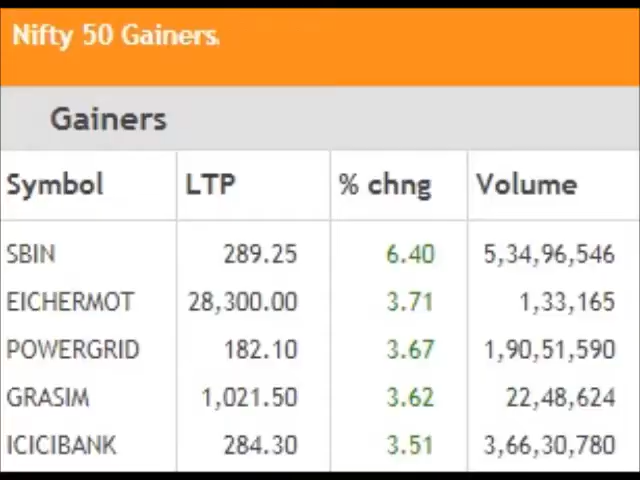 Nifty 50 Gainers.
Gainers
Symbol LTP % chng Volume
SBIN 289.25 6.40 5,34,96,546
EICHERMOT 28,300.00 3.71 1,33,165
POWERGRID 182.10 3.67 1,90,51,590
GRASIM 1,021.50 3.62 22,48,624
ICICIBANK 284.30 3.51 3,66,30,780